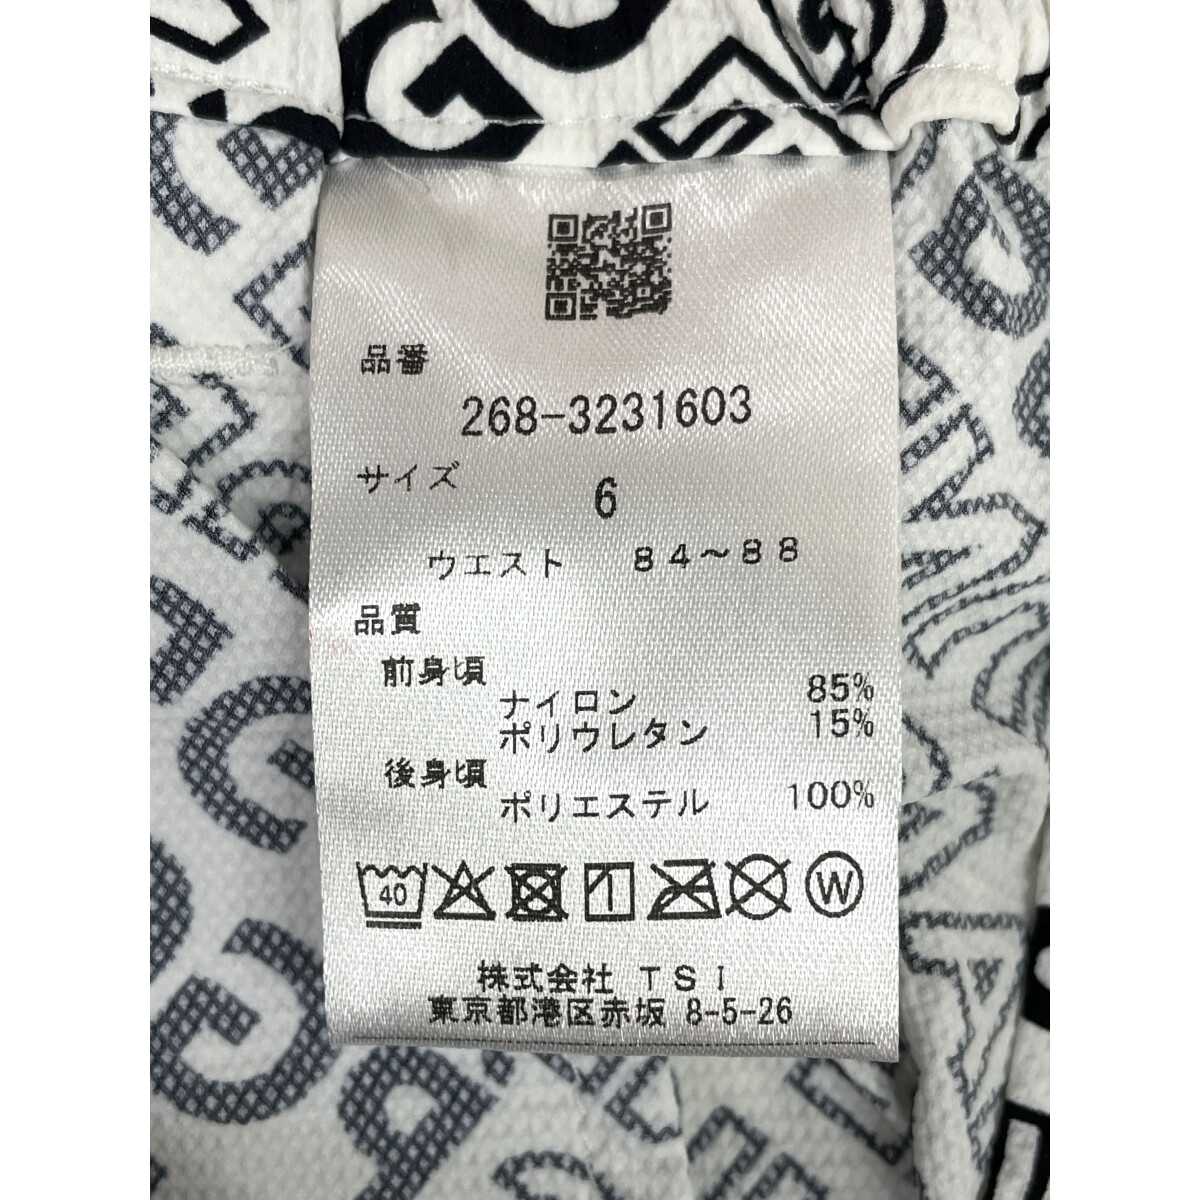 品番
268-3231603
サイズ
6
ウエスト 84～88
品質
前身頃
ナイロン 85%
ポリウレタン 15%
後身頃
ポリエステル 100%
40
W
株式会社 TSI
東京都港区赤坂 8-5-26